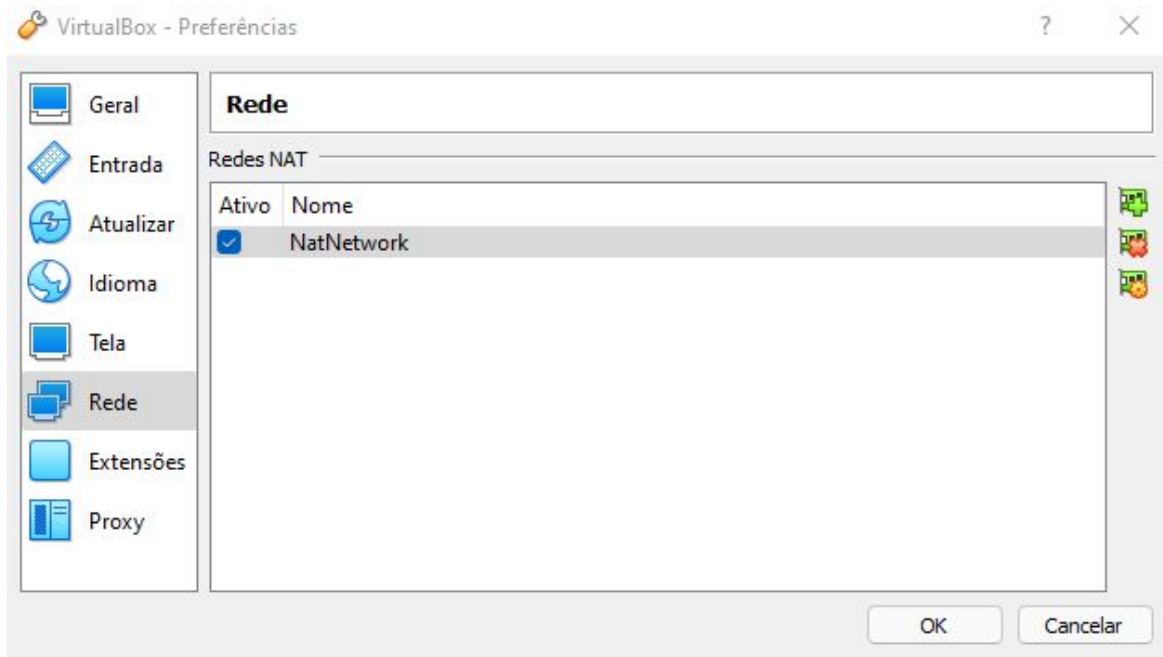 VirtualBox - Preferências
?
Geral
Entrada
Atualizar
Idioma
Tela
Rede
Extensões
Proxy
Rede
Redes NAT
Ativo Nome
NatNetwork
OK Cancelar